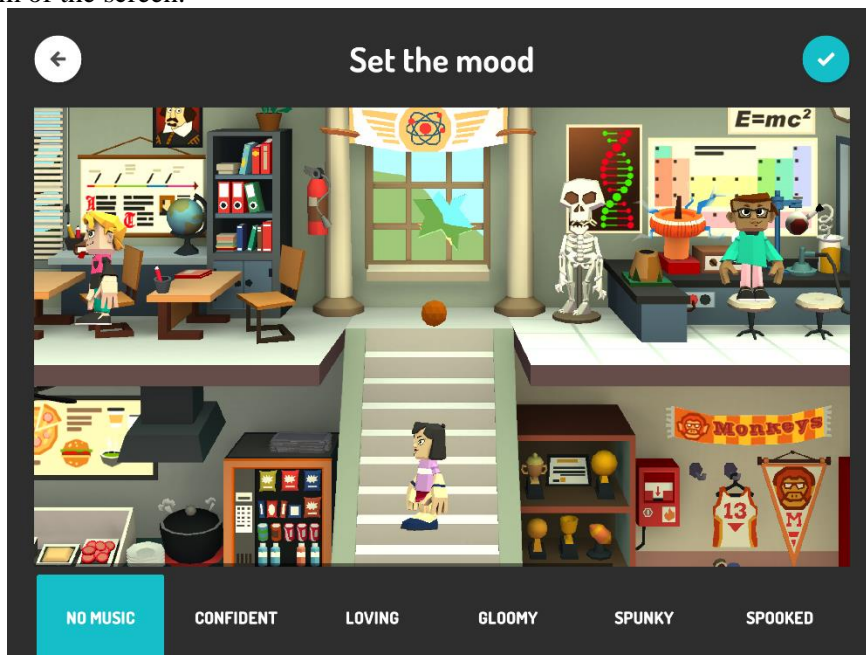 Set the mood
E=mc²
Monkeys
13
M
NO MUSIC
CONFIDENT
LOVING
GLOOMY
SPUNKY
SPOOKED